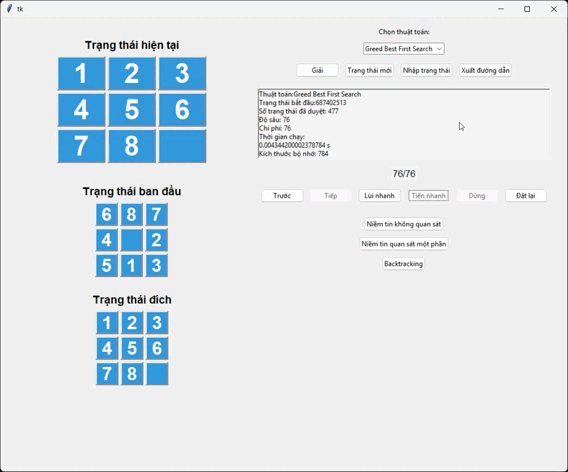 tk
Trạng thái hiện tại
1 2 3
4 5 6
7 8
Trạng thái ban đầu
6 8 7
4 2
5 1 3
Trạng thái đích
1 2 3
4 5 6
7 8
Chọn thuật toán:
Greed Best First Search
Giải Trạng thái mới Nhập trạng thái Xuất đường dẫn
Thuật toán:Greed Best First Search
Trạng thái bắt đầu:687402513
Số trạng thái đã duyệt: 477
Độ sâu: 76
Chi phí: 76
Thời gian chạy:
0.004344200002378784 s
Kích thước bộ nhớ: 784
76/76
Trước Tiếp Lùi nhanh Tiến nhanh Dừng Đặt lại
Niềm tin không quan sát
Niềm tin quan sát một phần
Backtracking